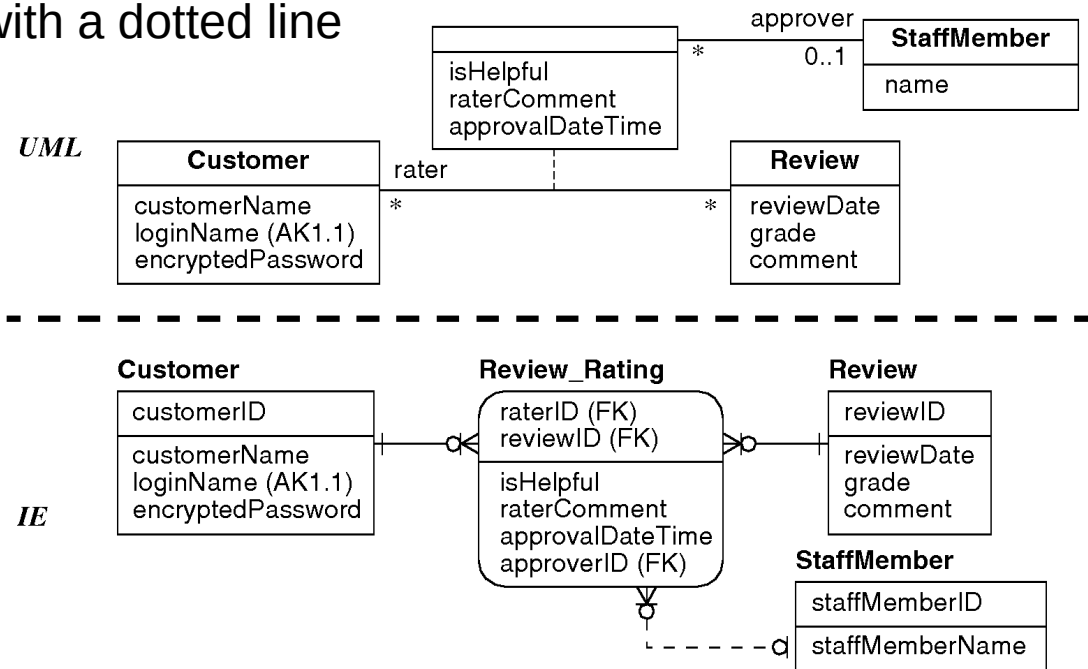 with a dotted line
approver
StaffMember
*
0..1
name
isHelpful
raterComment
approvalDateTime
UML
Customer
rater
Review
customerName
loginName (AK1.1)
encryptedPassword
*
*
reviewDate
grade
comment
Customer
customerID
customerName
loginName (AK1.1)
encryptedPassword
Review_Rating
raterID (FK)
reviewID (FK)
isHelpful
raterComment
approvalDateTime
approverID (FK)
Review
reviewID
reviewDate
grade
comment
IE
StaffMember
staffMemberID
staffMemberName